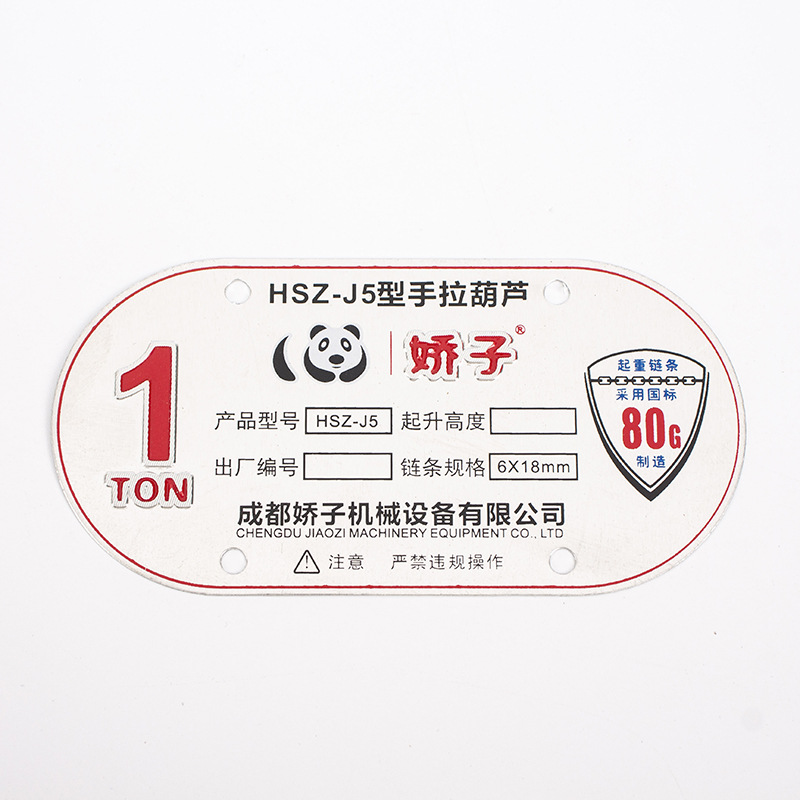 HSZ-J5型手拉葫芦
娇子®
1
TON
产品型号 HSZ-J5 起升高度
出厂编号 链条规格 6X18mm
起重链条
采用国标
80G
制造
成都娇子机械设备有限公司
CHENGDU JIAOZI MACHINERY EQUIPMENT CO., LTD
注意 严禁违规操作